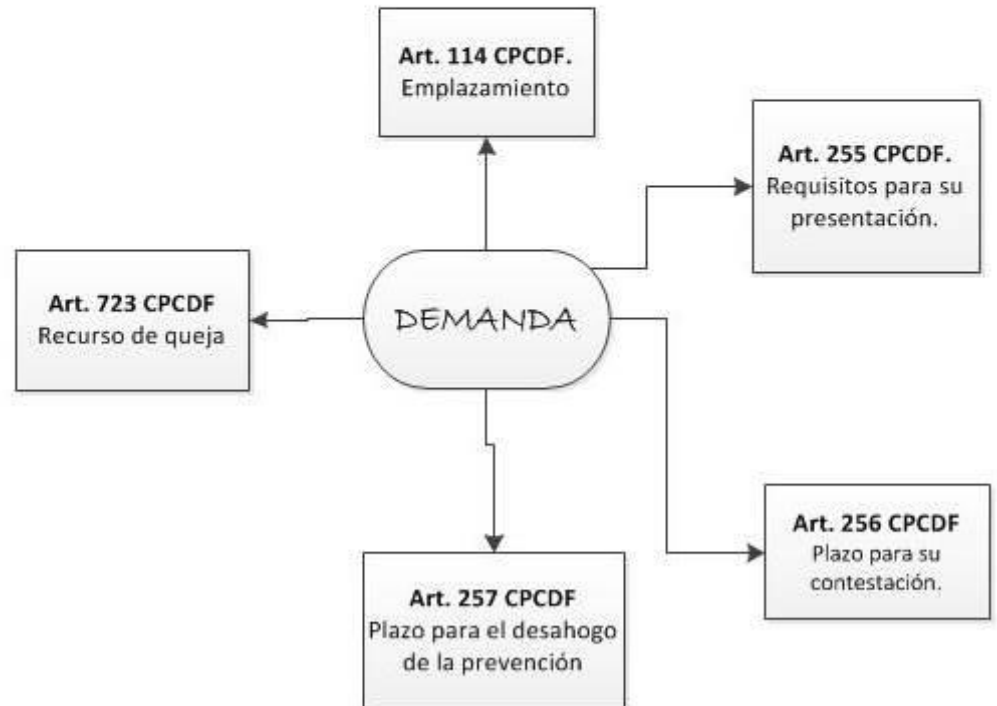 Art. 114 CPCDF.
Emplazamiento
Art. 255 CPCDF.
Requisitos para su
presentación.
Art. 723 CPCDF
Recurso de queja
DEMANDA
Art. 256 CPCDF
Plazo para su
contestación.
Art. 257 CPCDF
Plazo para el desahogo
de la prevención